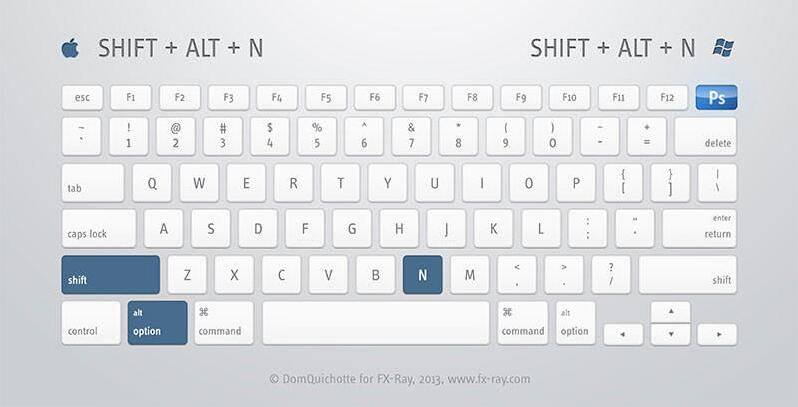 SHIFT + ALT + N SHIFT + ALT + N
esc F1 F2 F3 F4 F5 F6 F7 F8 F9 F10 F11 F12 Ps
~ ! @ # $ % ^ & * ( ) - +
` 1 2 3 4 5 6 7 8 9 0 - = delete
tab Q W E R T Y U I O P { [ } ] | \
caps lock A S D F G H J K L : ; " . enter return
shift Z X C V B N M < , > . ? / shift
control alt option ⌘ command ⌘ command alt option ◂ ▴ ▾ ▸
© DomQuichotte for FX-Ray, 2013, www.fx-ray.com